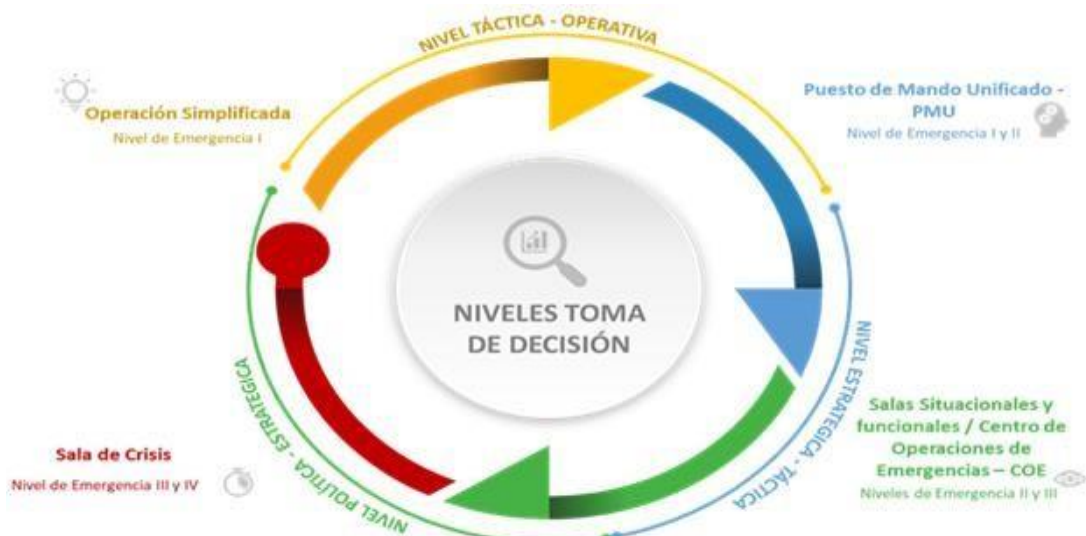 NIVEL TÁCTICA - OPERATIVA
Operación Simplificada
Nivel de Emergencia I
Puesto de Mando Unificado -
PMU
Nivel de Emergencia I y II
NIVELES TOMA
DE DECISIÓN
NIVEL ESTRATEGICA - TÁCTICA
NIVEL POLÍTICA - ESTRATEGICA
Salas Situacionales y
funcionales / Centro de
Operaciones de
Emergencias – COE
Niveles de Emergencia II y III
Sala de Crisis
Nivel de Emergencia III y IV